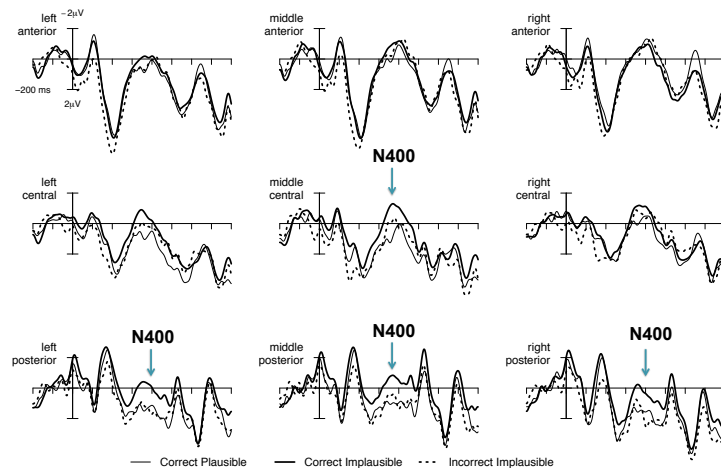 left
anterior
−2μV
−200 ms
2μV
middle
anterior
right
anterior
left
central
N400
middle
central
right
central
left
posterior
N400
middle
posterior
N400
right
posterior
N400
Correct Plausible
Correct Implausible
Incorrect Implausible